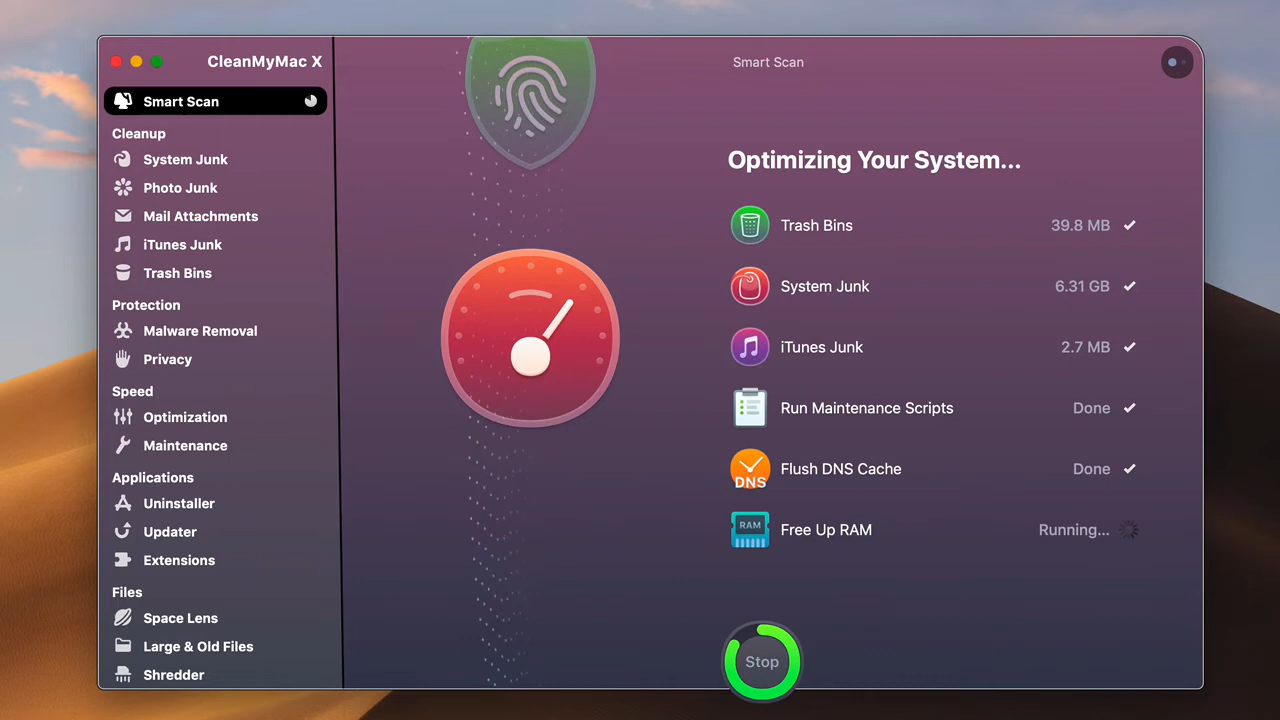 CleanMyMac X
Smart Scan
Cleanup
System Junk
Photo Junk
Mail Attachments
iTunes Junk
Trash Bins
Protection
Malware Removal
Privacy
Speed
Optimization
Maintenance
Applications
Uninstaller
Updater
Extensions
Files
Space Lens
Large & Old Files
Shredder
Smart Scan
Optimizing Your System...
Trash Bins 39.8 MB
System Junk 6.31 GB
iTunes Junk 2.7 MB
Run Maintenance Scripts Done
DNS Flush DNS Cache Done
RAM Free Up RAM Running...
Stop